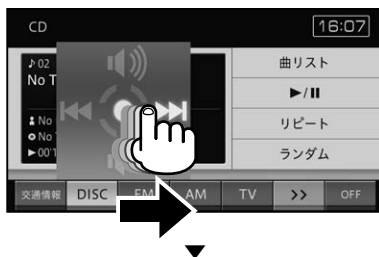 CD 16:07
♪02 曲リスト
No T ▶/II
No リピート
No
▶00'1 ランダム
交通情報 DISC FM AM TV >> OFF